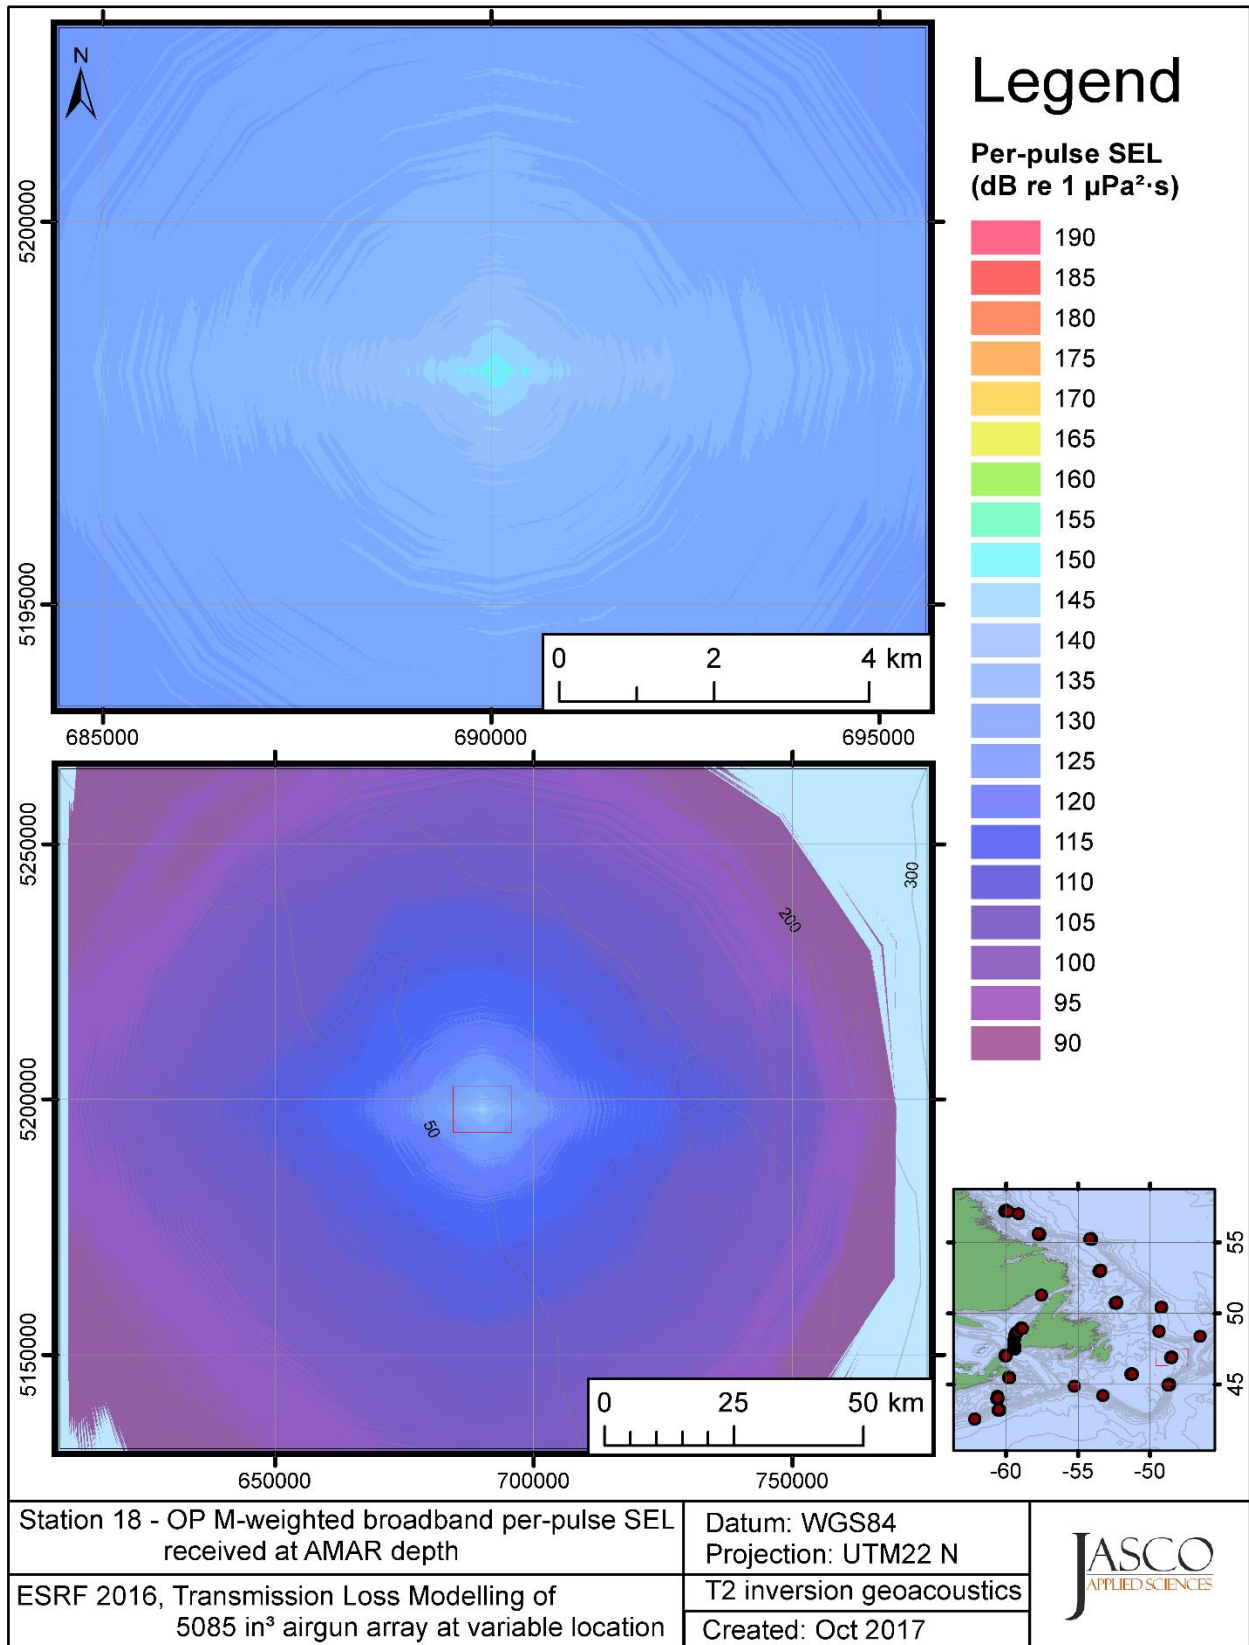 N
5200000
5195000
0 2 4 km
685000 690000 695000
Legend
Per-pulse SEL
(dB re 1 µPa²·s)
190
185
180
175
170
165
160
155
150
145
140
135
130
125
120
115
110
105
100
95
90
5250000
5200000
5150000
300
200
50
0 25 50 km
650000 700000 750000
55
50
45
-60 -55 -50
Station 18 - OP M-weighted broadband per-pulse SEL
received at AMAR depth
ESRF 2016, Transmission Loss Modelling of
5085 in³ airgun array at variable location
Datum: WGS84
Projection: UTM22 N
T2 inversion geoacoustics
Created: Oct 2017
JASCO
APPLIED SCIENCES